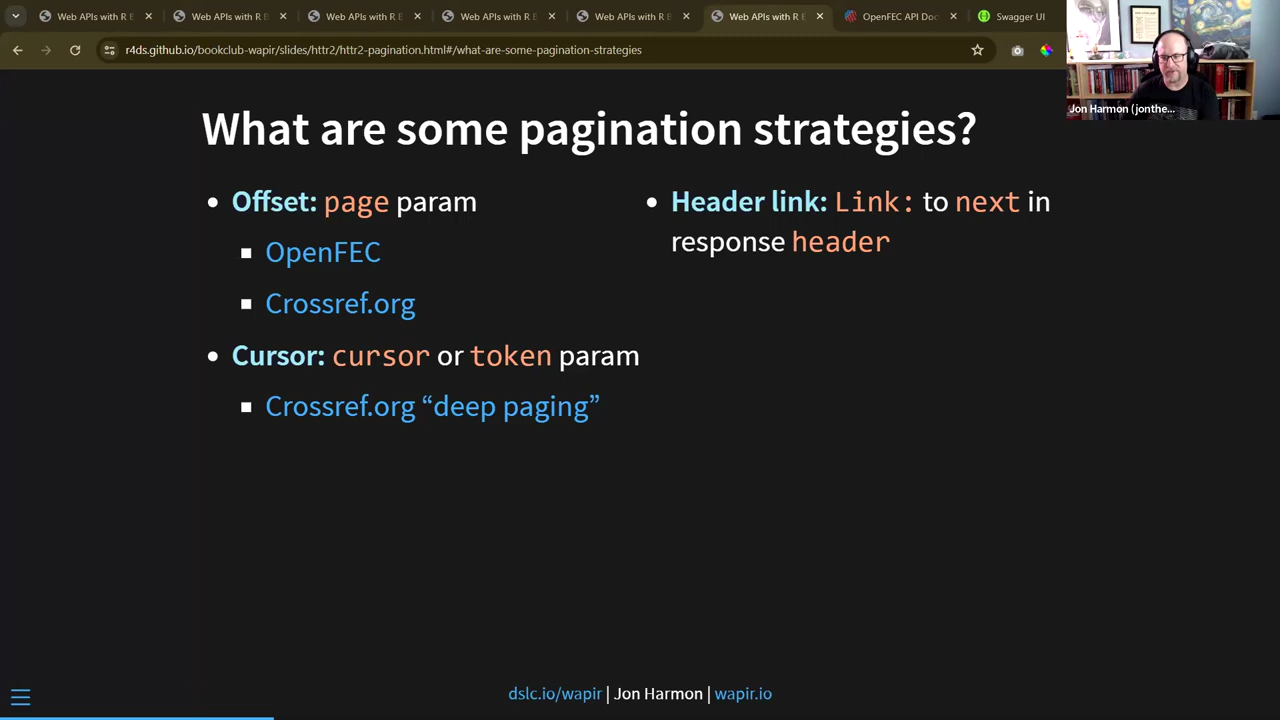 Web APIs with R E
Web APIs with R E
Web APIs with R E
Web APIs with R E
Web APIs with R E
Web APIs with R E
OpenFEC API Doc
Swagger UI
r4ds.github.io/bookclub-wapir/slides/httr2/httr2-pagination.html#/what-are-some-pagination-strategies
Jon Harmon (jonthe...
What are some pagination strategies?
Offset: page param
OpenFEC
Crossref.org
Cursor: cursor or token param
Crossref.org “deep paging”
Header link: Link: to next in
response header
dslc.io/wapir | Jon Harmon | wapir.io